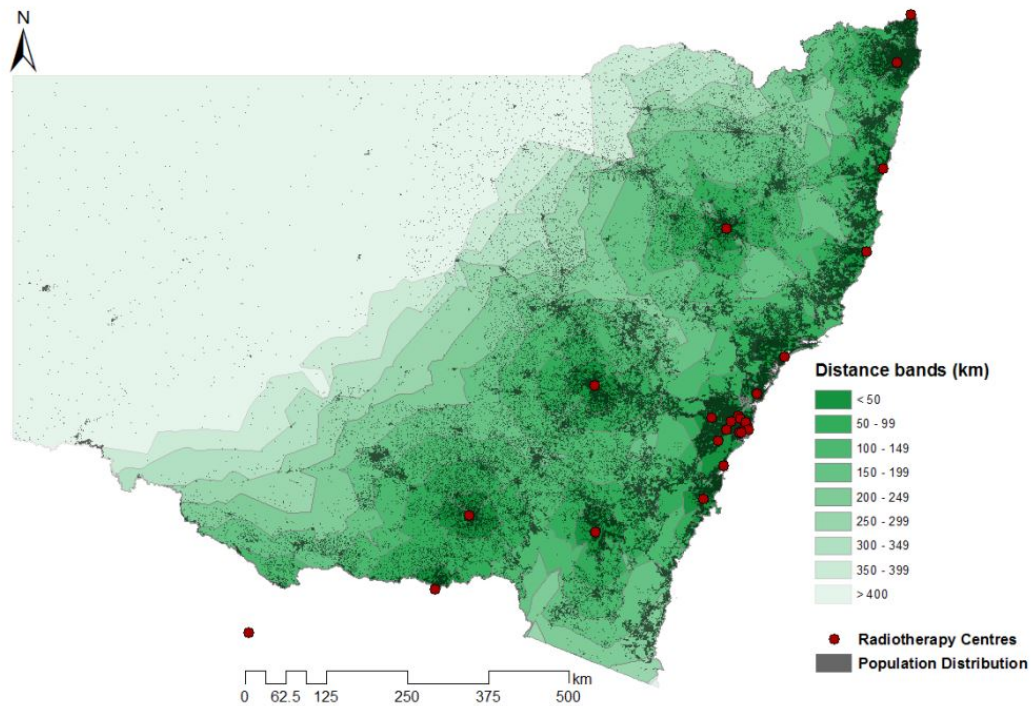 N
Distance bands (km)
< 50
50 - 99
100 - 149
150 - 199
200 - 249
250 - 299
300 - 349
350 - 399
> 400
Radiotherapy Centres
Population Distribution
km
0 62.5 125 250 375 500